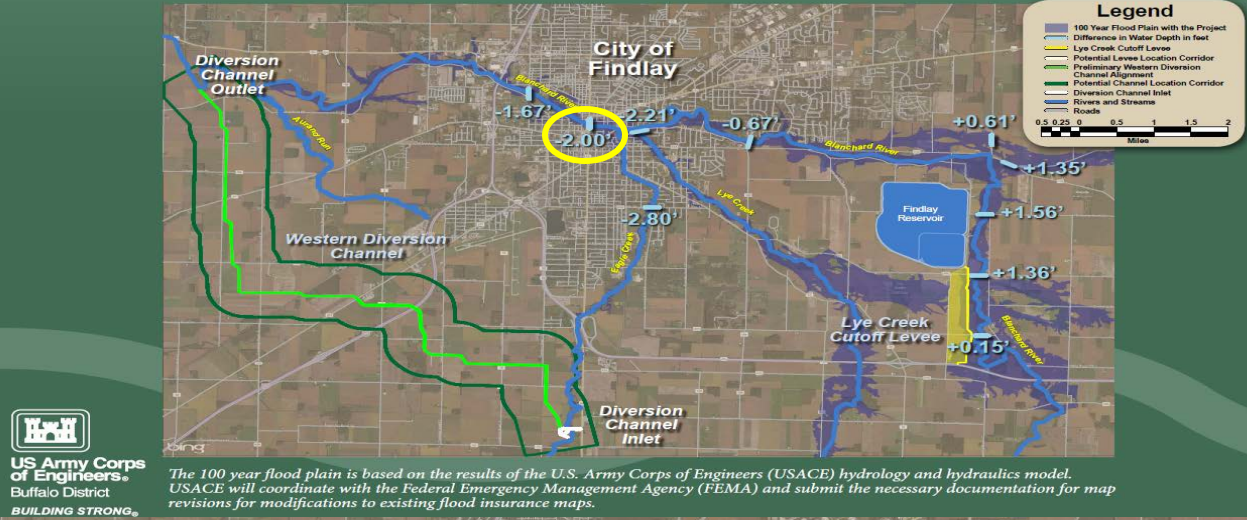 Legend
100 Year Flood Plain with the Project
Difference in Water Depth in feet
Lye Creek Cutoff Levee
Potential Levee Location Corridor
Preliminary Western Diversion
Channel Alignment
Potential Channel Location Corridor
Diversion Channel Inlet
Rivers and Streams
Roads
0.5 0.25 0 0.5 1 1.5 2
Miles
City of
Findlay
Diversion
Channel
Outlet
Blanchard River
-1.67'
-2.00'
-2.21'
-0.67'
+0.61'
Aurand Run
Blanchard River
+1.35'
Lye Creek
Findlay
Reservoir
+1.56'
-2.80'
Western Diversion
Channel
Eagle Creek
+1.36'
Lye Creek
Cutoff Levee
Blanchard River
+0.15'
Diversion
Channel
Inlet
bing
US Army Corps
of Engineers®
Buffalo District
BUILDING STRONG®
The 100 year flood plain is based on the results of the U.S. Army Corps of Engineers (USACE) hydrology and hydraulics model.
USACE will coordinate with the Federal Emergency Management Agency (FEMA) and submit the necessary documentation for map
revisions for modifications to existing flood insurance maps.